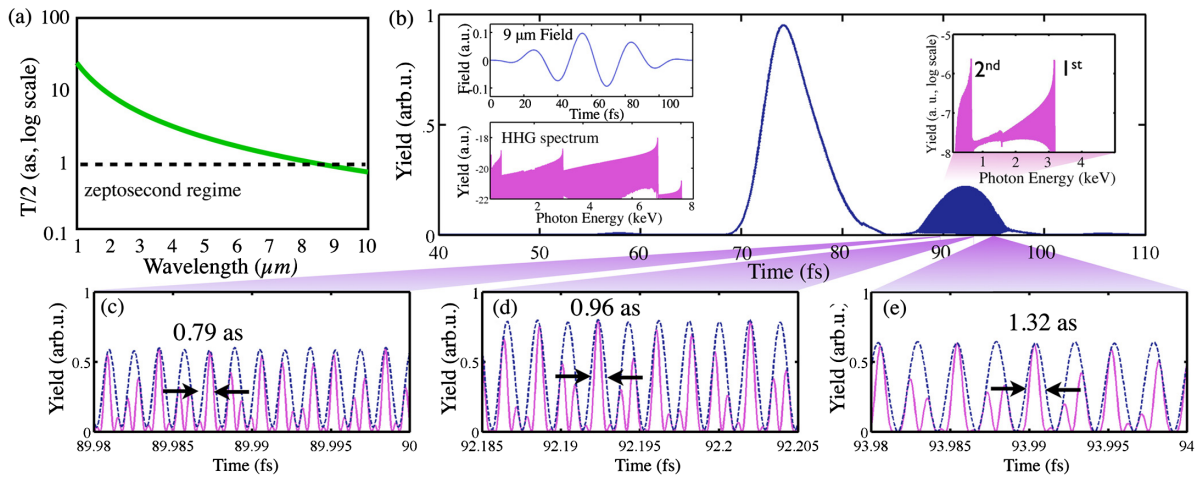 (a)
100
10
1
0.1
T/2 (as, log scale)
zeptosecond regime
1 2 3 4 5 6 7 8 9 10
Wavelength (μm)
(b)
1
.5
0
Yield (arb.u.)
40 50 60 70 80 90 100 110
Time (fs)
9 μm Field
0.1
0
-0.1
Field (a.u.)
0 20 40 60 80 100
Time (fs)
HHG spectrum
-18
-20
-22
Yield (a.u.)
2 4 6 8
Photon Energy (keV)
-5
-6
-7
-8
Yield (a. u., log scale)
2nd
1st
1 2 3 4
Photon Energy (keV)
(c)
0.79 as
1
0.5
0
Yield (arb.u.)
89.98 89.985 89.99 89.995 90
Time (fs)
(d)
0.96 as
1
0.5
0
Yield (arb.u.)
92.185 92.19 92.195 92.2 92.205
Time (fs)
(e)
1.32 as
1
0.5
0
Yield (arb.u.)
93.98 93.985 93.99 93.995 94
Time (fs)